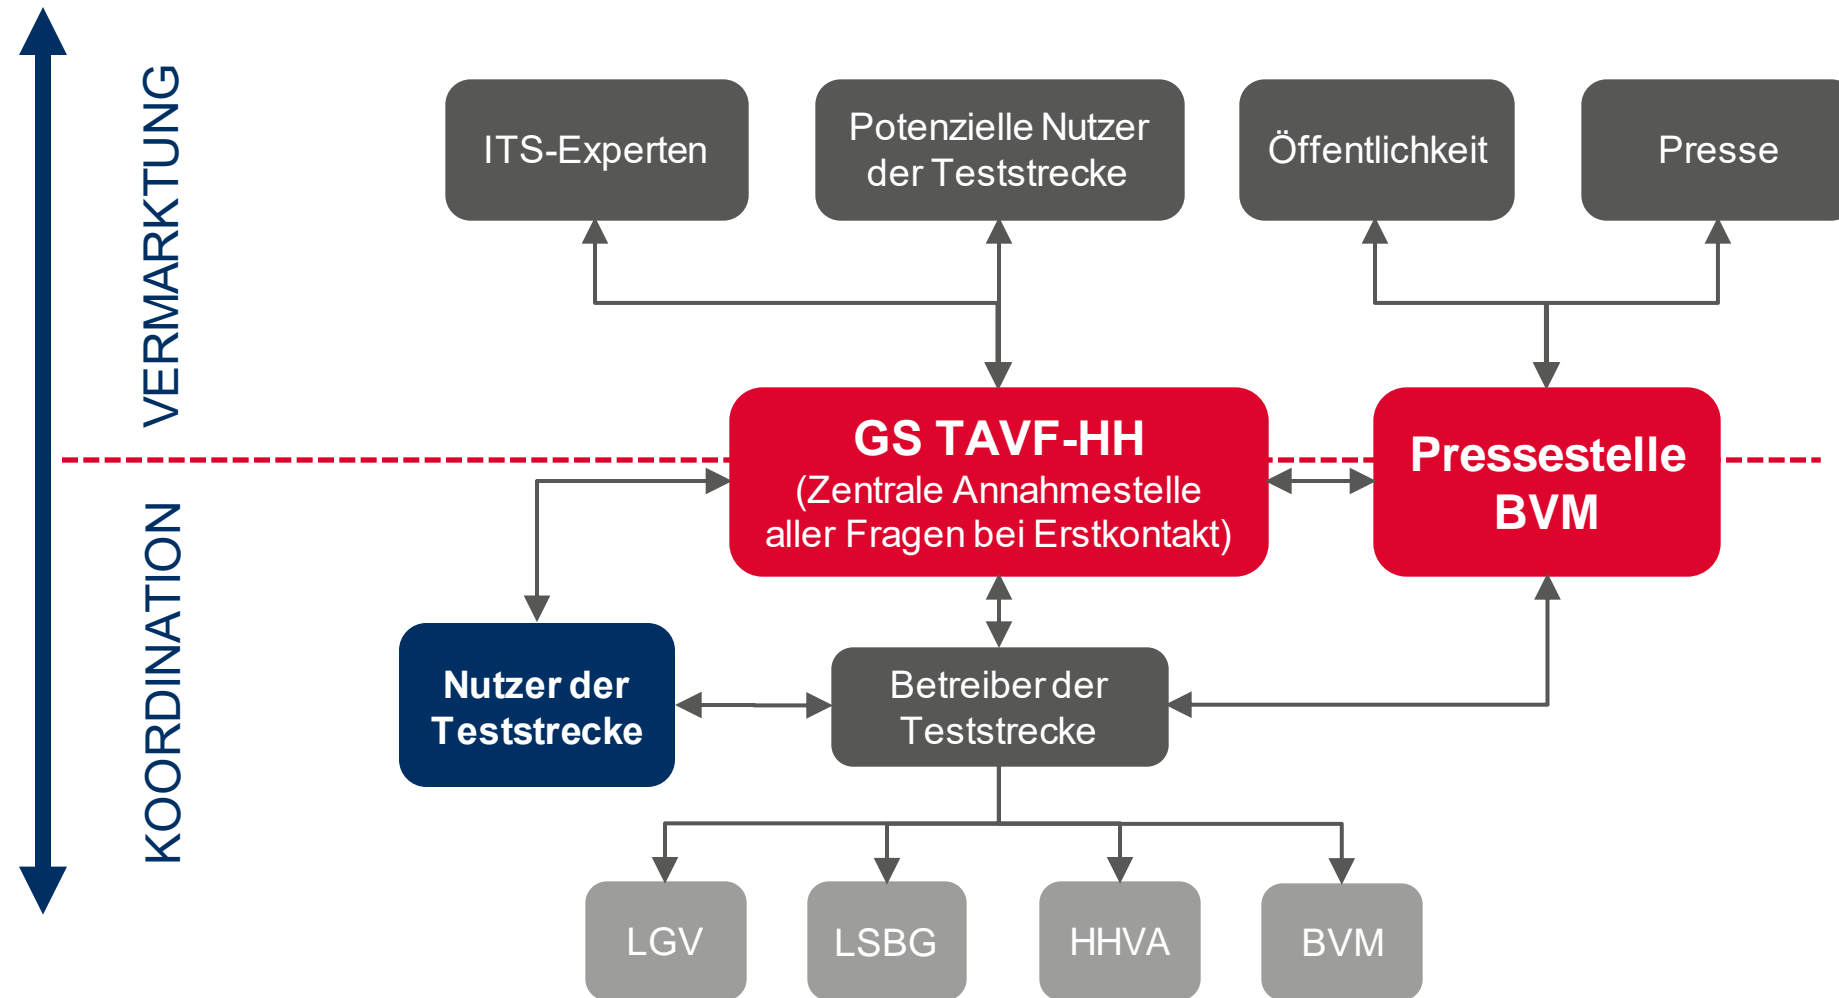 VERMARKTUNG
ITS-Experten
Potenzielle Nutzer
der Teststrecke
Öffentlichkeit
Presse
GS TAVF-HH
(Zentrale Annahmestelle
aller Fragen bei Erstkontakt)
Pressestelle
BVM
KOORDINATION
Nutzer der
Teststrecke
Betreiber der
Teststrecke
LGV
LSBG
HHVA
BVM